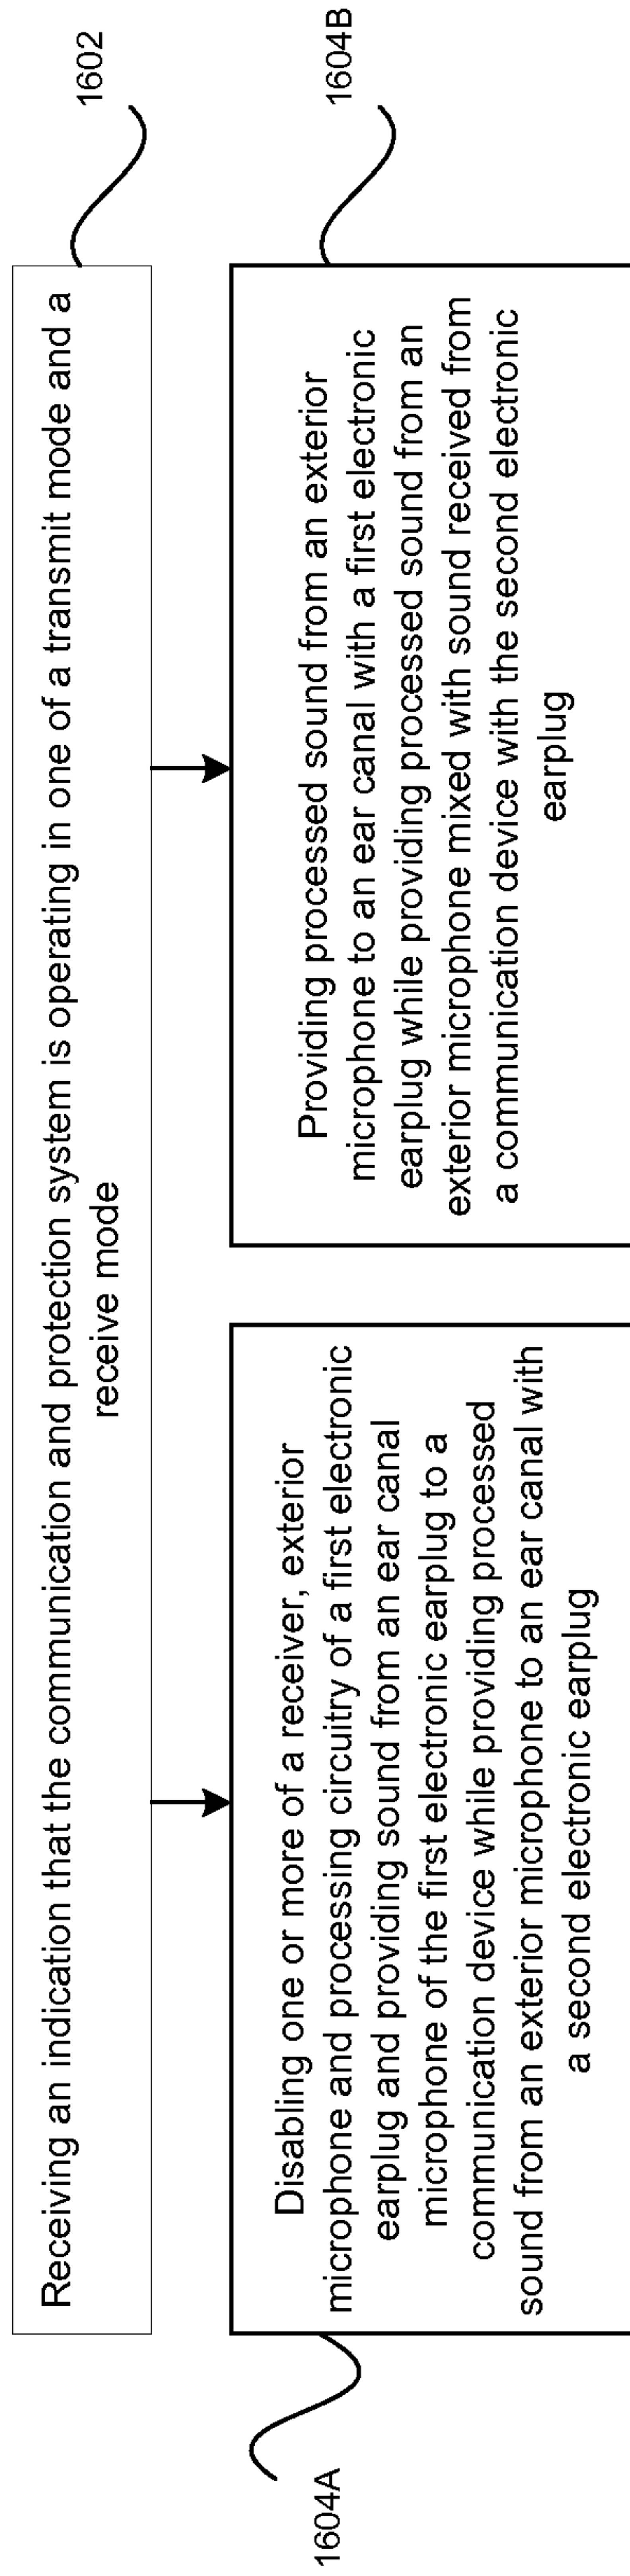 Receiving an indication that the communication and protection system is operating in one of a transmit mode and a
receive mode
1602
Disabling one or more of a receiver, exterior
microphone and processing circuitry of a first electronic
earplug and providing sound from an ear canal
microphone of the first electronic earplug to a
communication device while providing processed
sound from an exterior microphone to an ear canal with
a second electronic earplug
1604A
Providing processed sound from an exterior
microphone to an ear canal with a first electronic
earplug while providing processed sound from an
exterior microphone mixed with sound received from
a communication device with the second electronic
earplug
1604B